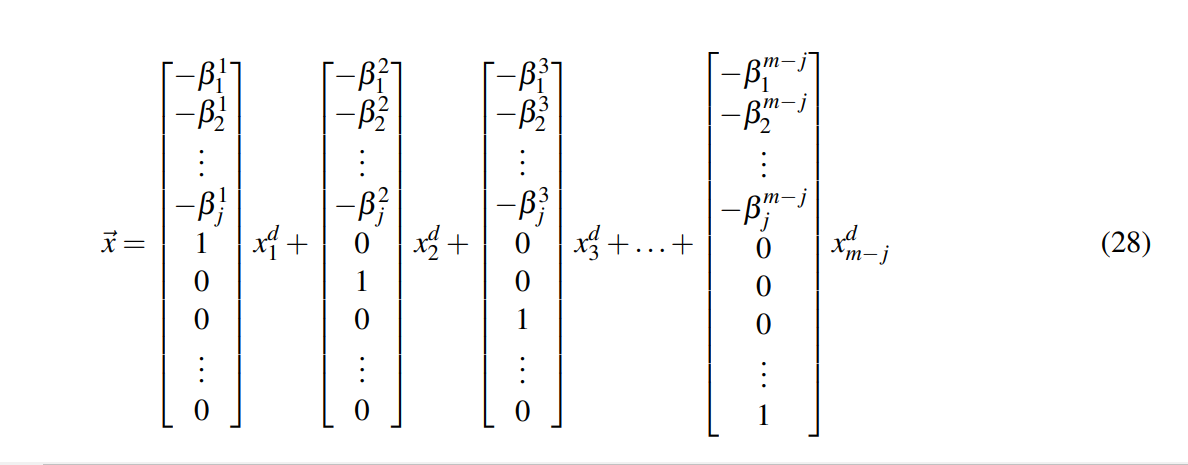 $$\vec{x} = \begin{bmatrix} -\beta_1^1 \\ -\beta_2^1 \\ \vdots \\ -\beta_j^1 \\ 1 \\ 0 \\ 0 \\ \vdots \\ 0 \end{bmatrix} x_1^d + \begin{bmatrix} -\beta_1^2 \\ -\beta_2^2 \\ \vdots \\ -\beta_j^2 \\ 0 \\ 1 \\ 0 \\ \vdots \\ 0 \end{bmatrix} x_2^d + \begin{bmatrix} -\beta_1^3 \\ -\beta_2^3 \\ \vdots \\ -\beta_j^3 \\ 0 \\ 0 \\ 1 \\ \vdots \\ 0 \end{bmatrix} x_3^d + \ldots + \begin{bmatrix} -\beta_1^{m-j} \\ -\beta_2^{m-j} \\ \vdots \\ -\beta_j^{m-j} \\ 0 \\ 0 \\ 0 \\ \vdots \\ 1 \end{bmatrix} x_{m-j}^d \quad (28)$$